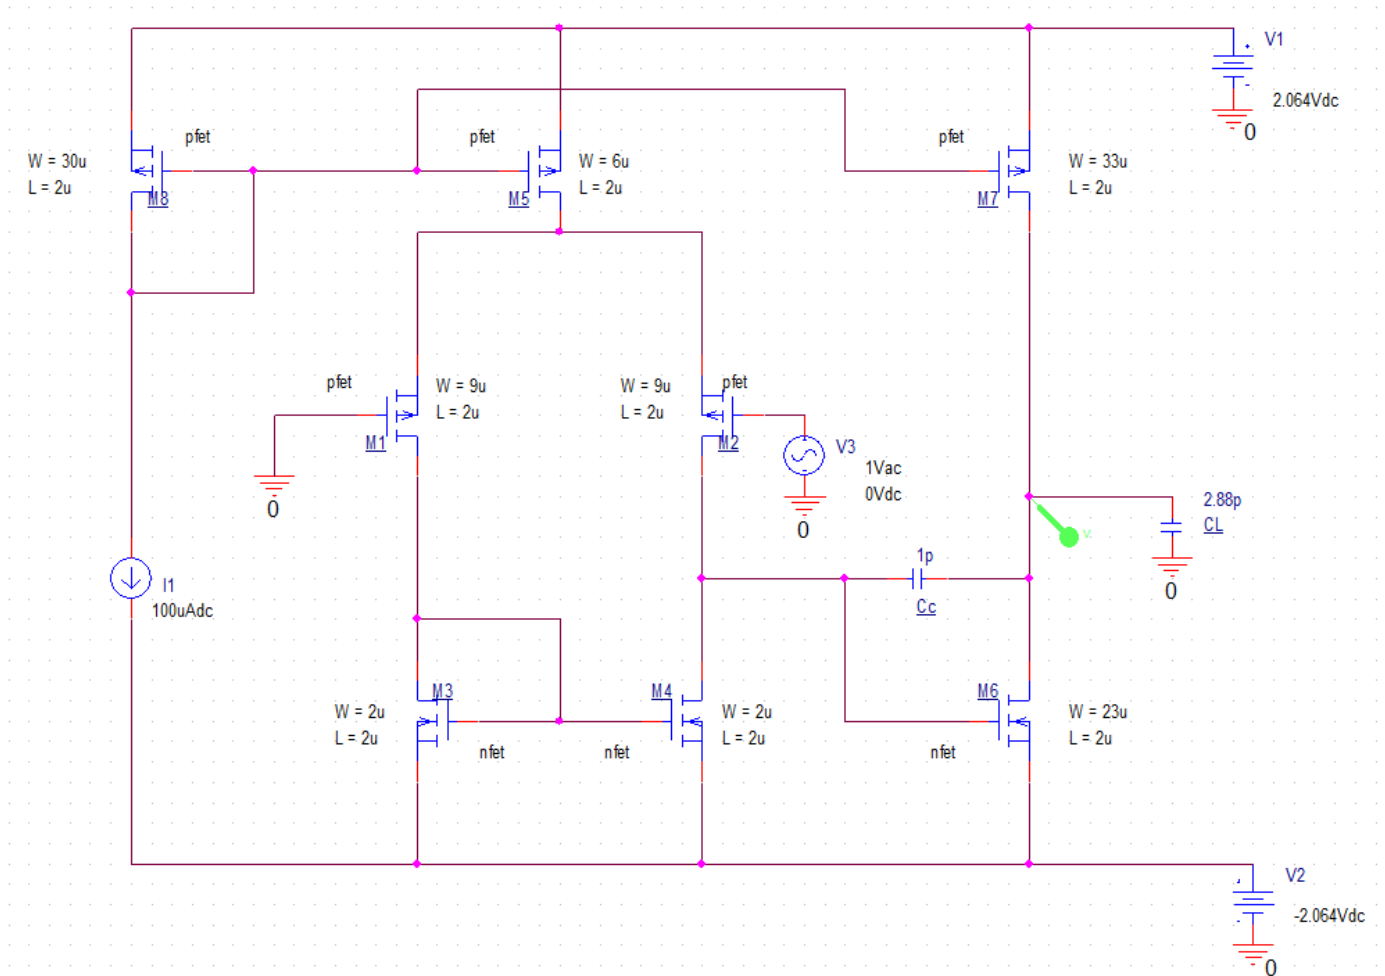 V1
2.064Vdc
0
pfet
W = 30u
L = 2u
M8
pfet
W = 6u
L = 2u
M5
pfet
W = 33u
L = 2u
M7
pfet
W = 9u
L = 2u
M1
0
W = 9u
L = 2u
pfet
M2
V3
1Vac
0Vdc
0
2.88p
CL
0
I1
100uAdc
1p
Cc
M3
W = 2u
L = 2u
nfet
M4
W = 2u
L = 2u
nfet
M6
W = 23u
L = 2u
nfet
V2
-2.064Vdc
0